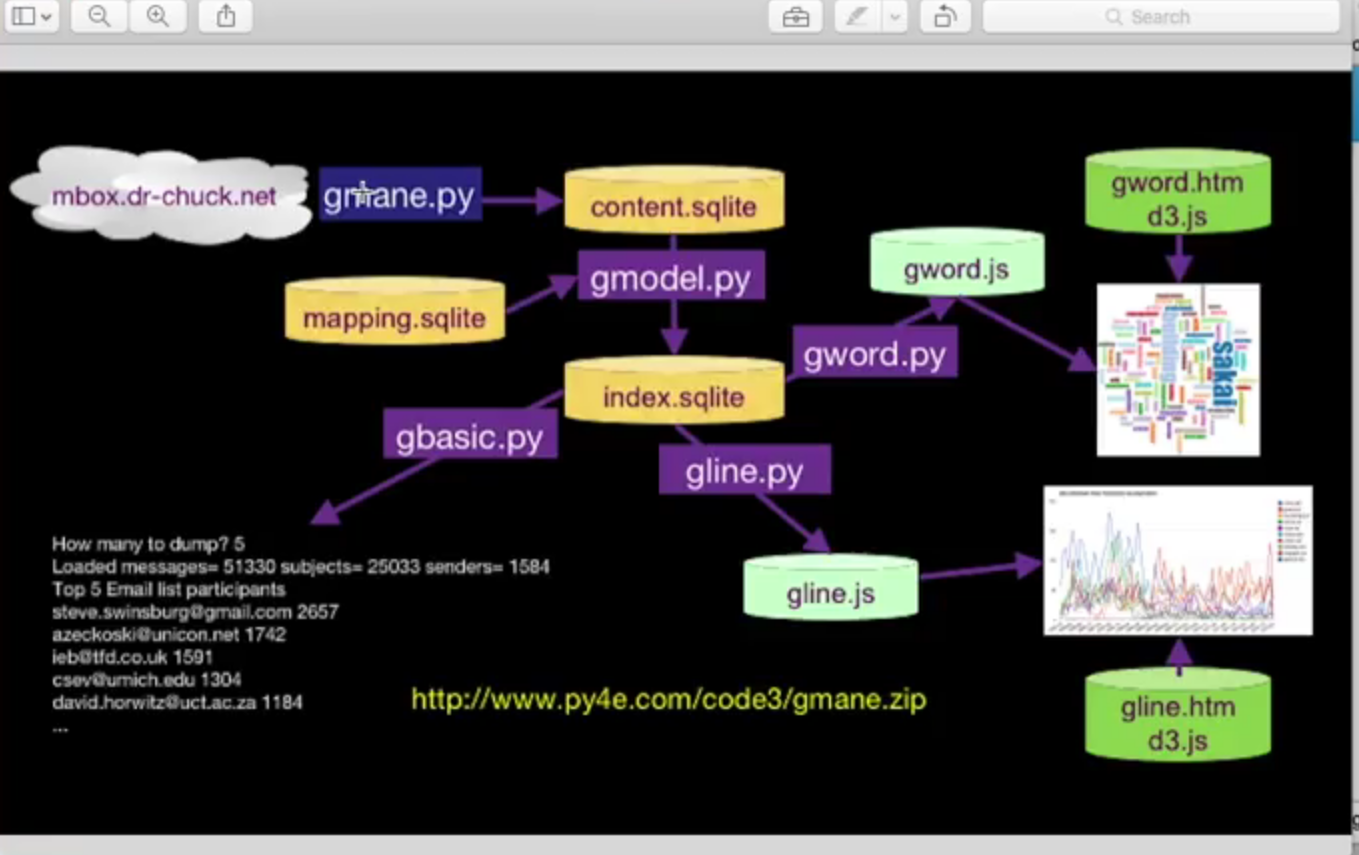 Search
mbox.dr-chuck.net
gmane.py
content.sqlite
gword.htm
d3.js
gmodel.py
gword.js
mapping.sqlite
gword.py
sakai
index.sqlite
gbasic.py
gline.py
How many to dump? 5
Loaded messages= 51330 subjects= 25033 senders= 1584
Top 5 Email list participants
steve.swinsburg@gmail.com 2657
azeckoski@unicon.net 1742
ieb@tfd.co.uk 1591
csev@umich.edu 1304
david.horwitz@uct.ac.za 1184
...
gline.js
http://www.py4e.com/code3/gmane.zip
gline.htm
d3.js